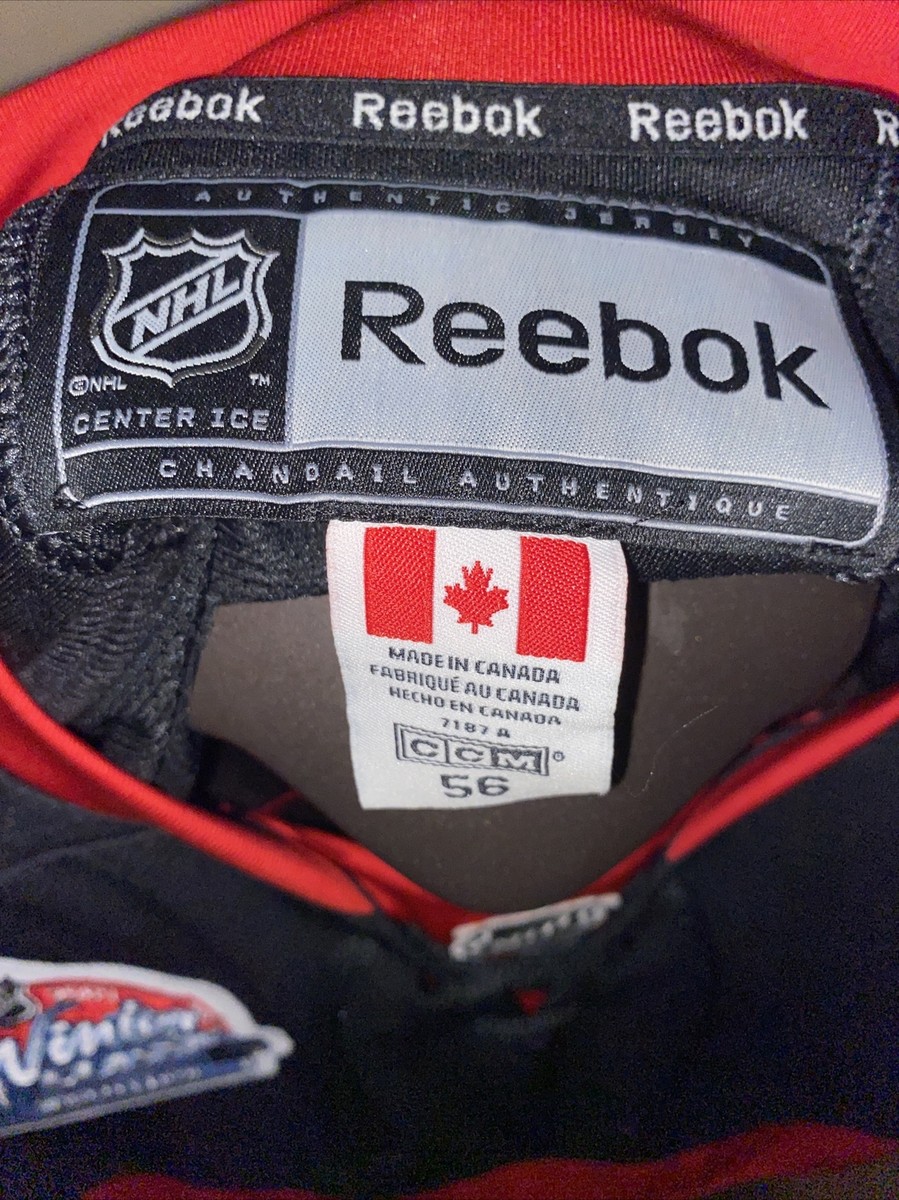 Reebok Reebok Reebok R
AUTHENTIC JERSEY
NHL
©NHL ™
CENTER ICE
Reebok
CHANDAIL AUTHENTIQUE
MADE IN CANADA
FABRIQUÉ AU CANADA
HECHO EN CANADA
7187 A
CCM®
56
Winter